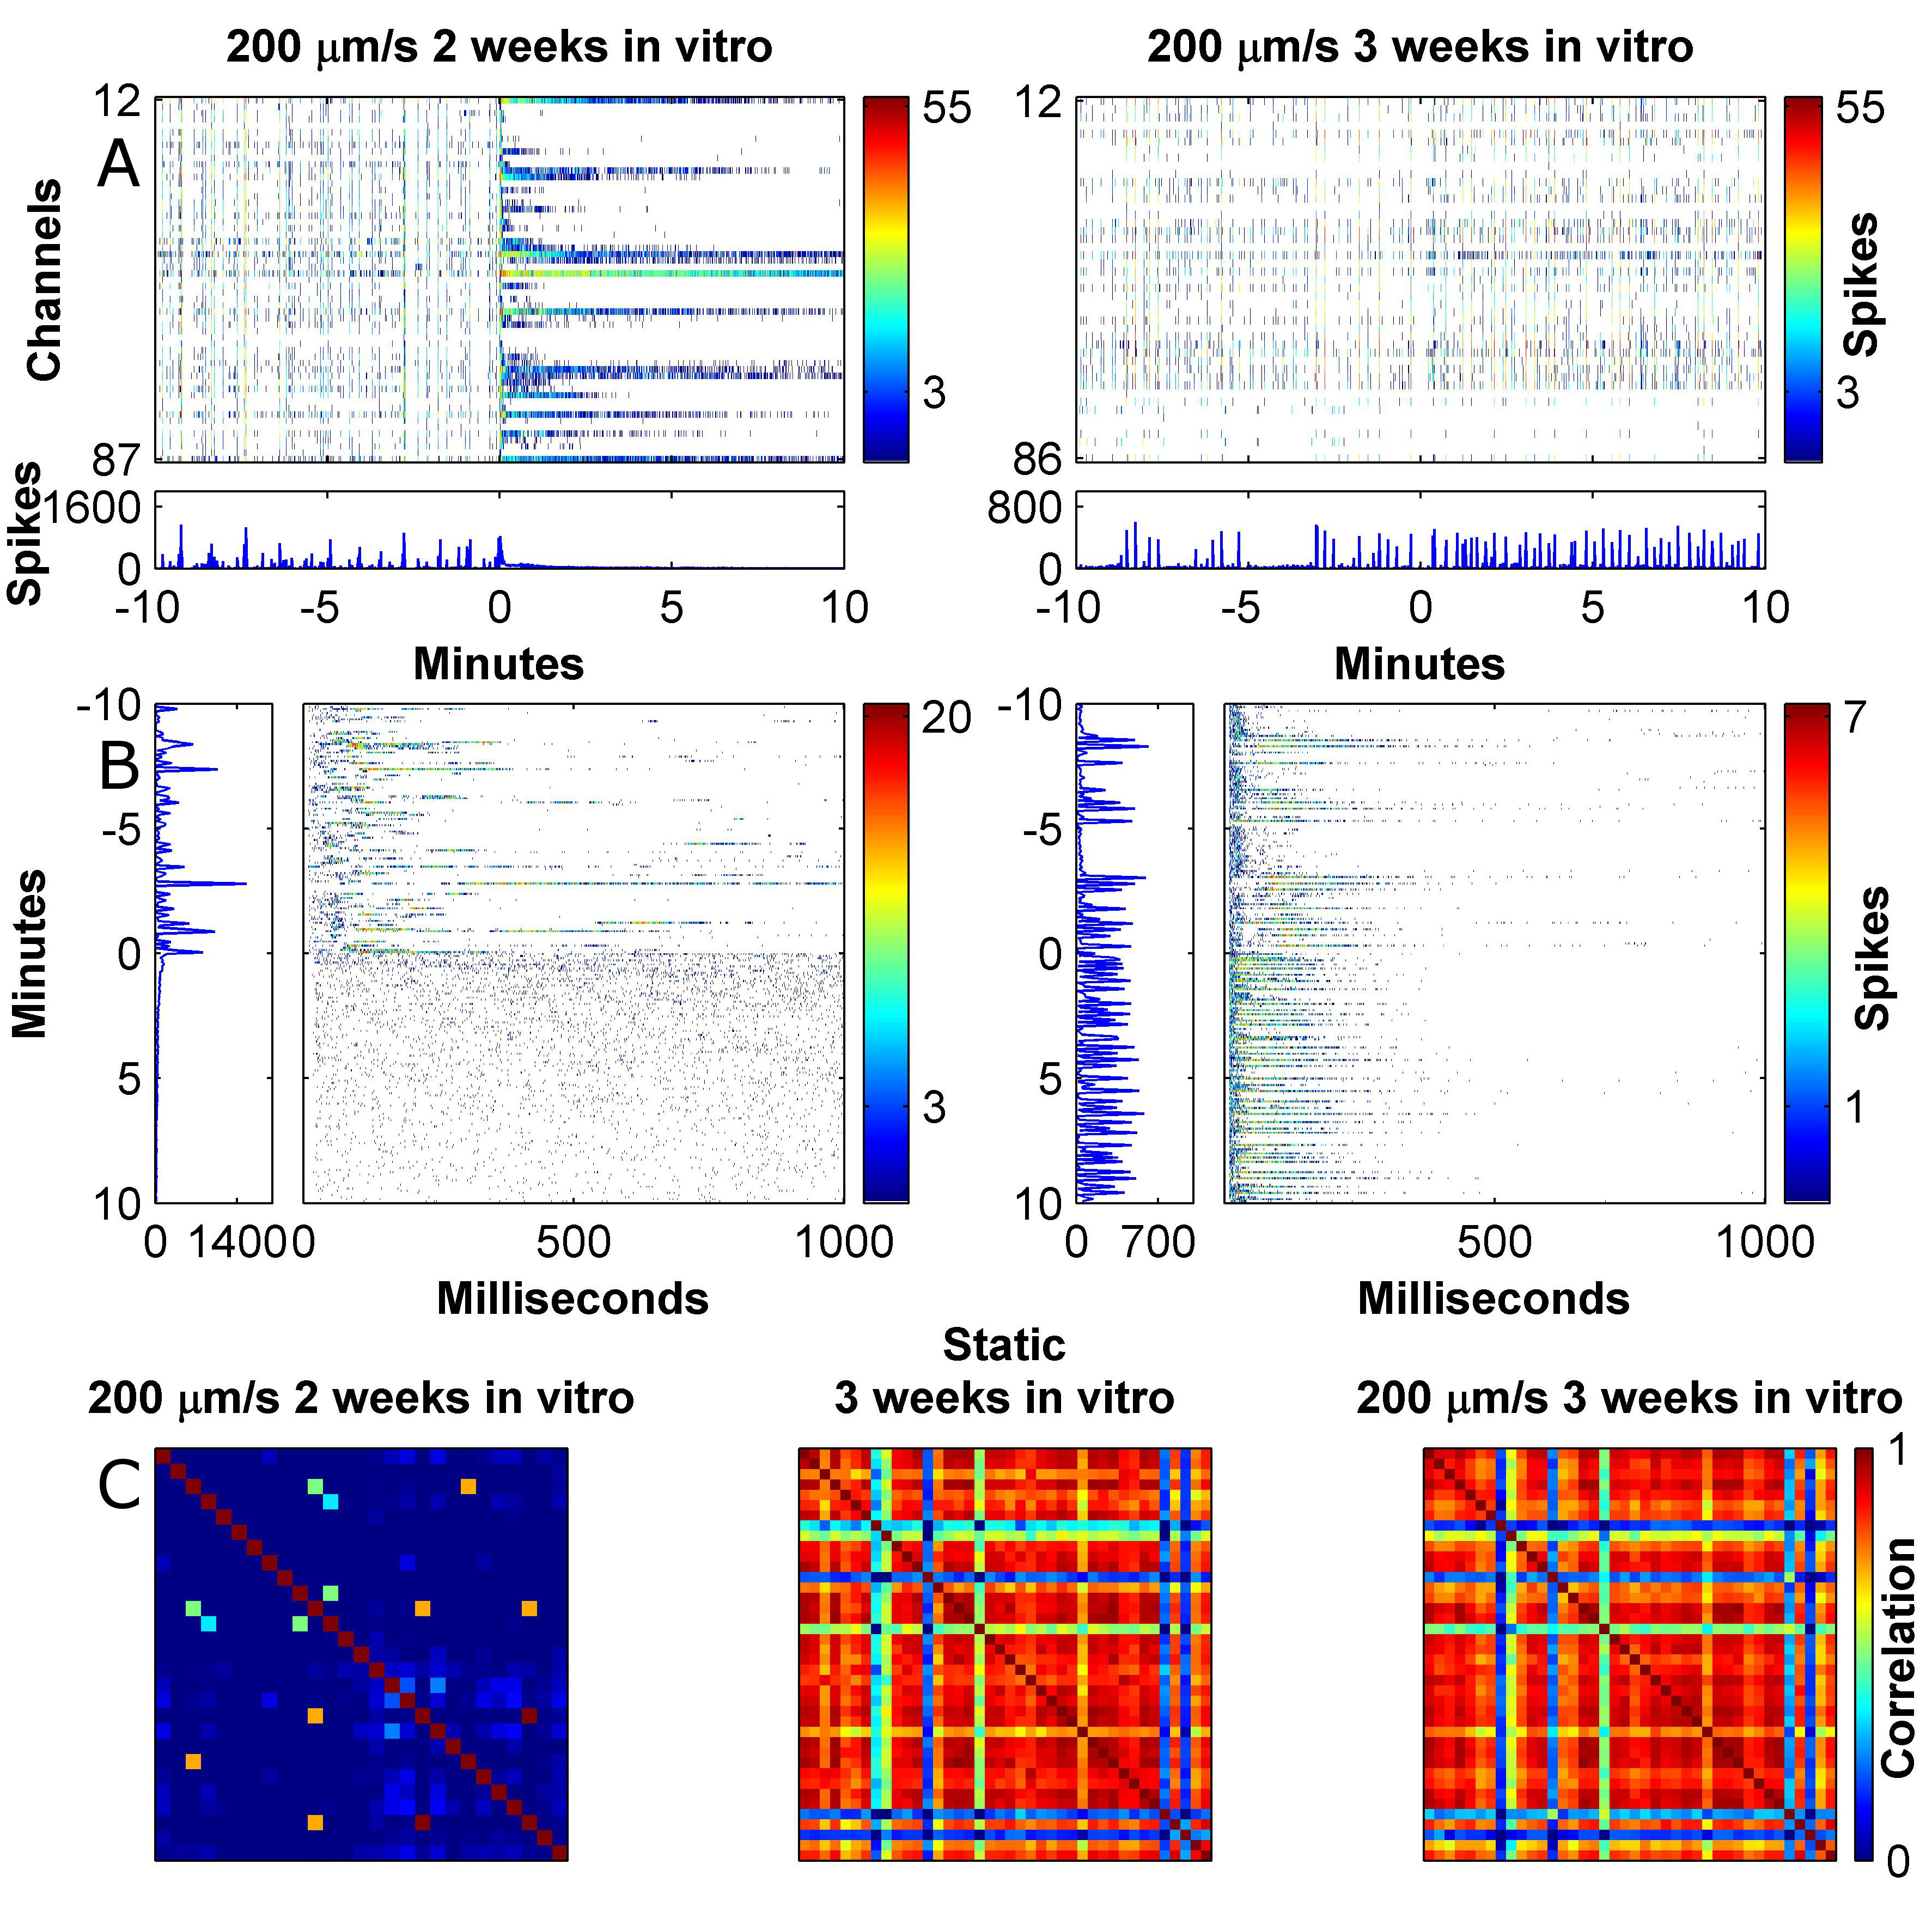 200 μm/s 2 weeks in vitro
200 μm/s 3 weeks in vitro
A
Channels
12
87
55
3
12
86
55
3
Spikes
Spikes
1600
0
-10 -5 0 5 10
Minutes
800
0
-10 -5 0 5 10
Minutes
B
Minutes
-10
-5
0
5
10
0 1400
0 500 1000
Milliseconds
20
3
-10
-5
0
5
10
0 700
500 1000
Milliseconds
7
1
Spikes
200 μm/s 2 weeks in vitro
Static
3 weeks in vitro
200 μm/s 3 weeks in vitro
C
1
0
Correlation